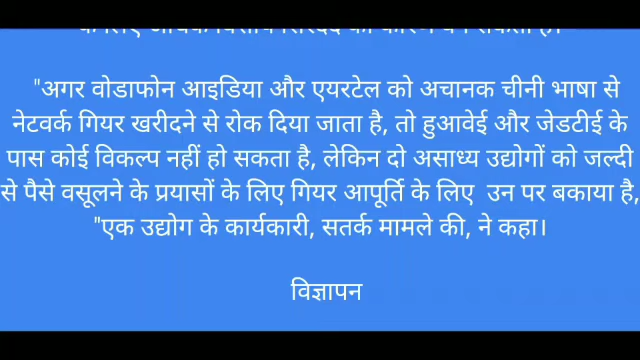 "अगर वोडाफोन आइडिया और एयरटेल को अचानक चीनी भाषा से
नेटवर्क गियर खरीदने से रोक दिया जाता है, तो हुआवेई और जेडटीई के
पास कोई विकल्प नहीं हो सकता है, लेकिन दो असाध्य उद्योगों को जल्दी
से पैसे वसूलने के प्रयासों के लिए गियर आपूर्ति के लिए उन पर बकाया है,
"एक उद्योग के कार्यकारी, सतर्क मामले की, ने कहा।
विज्ञापन